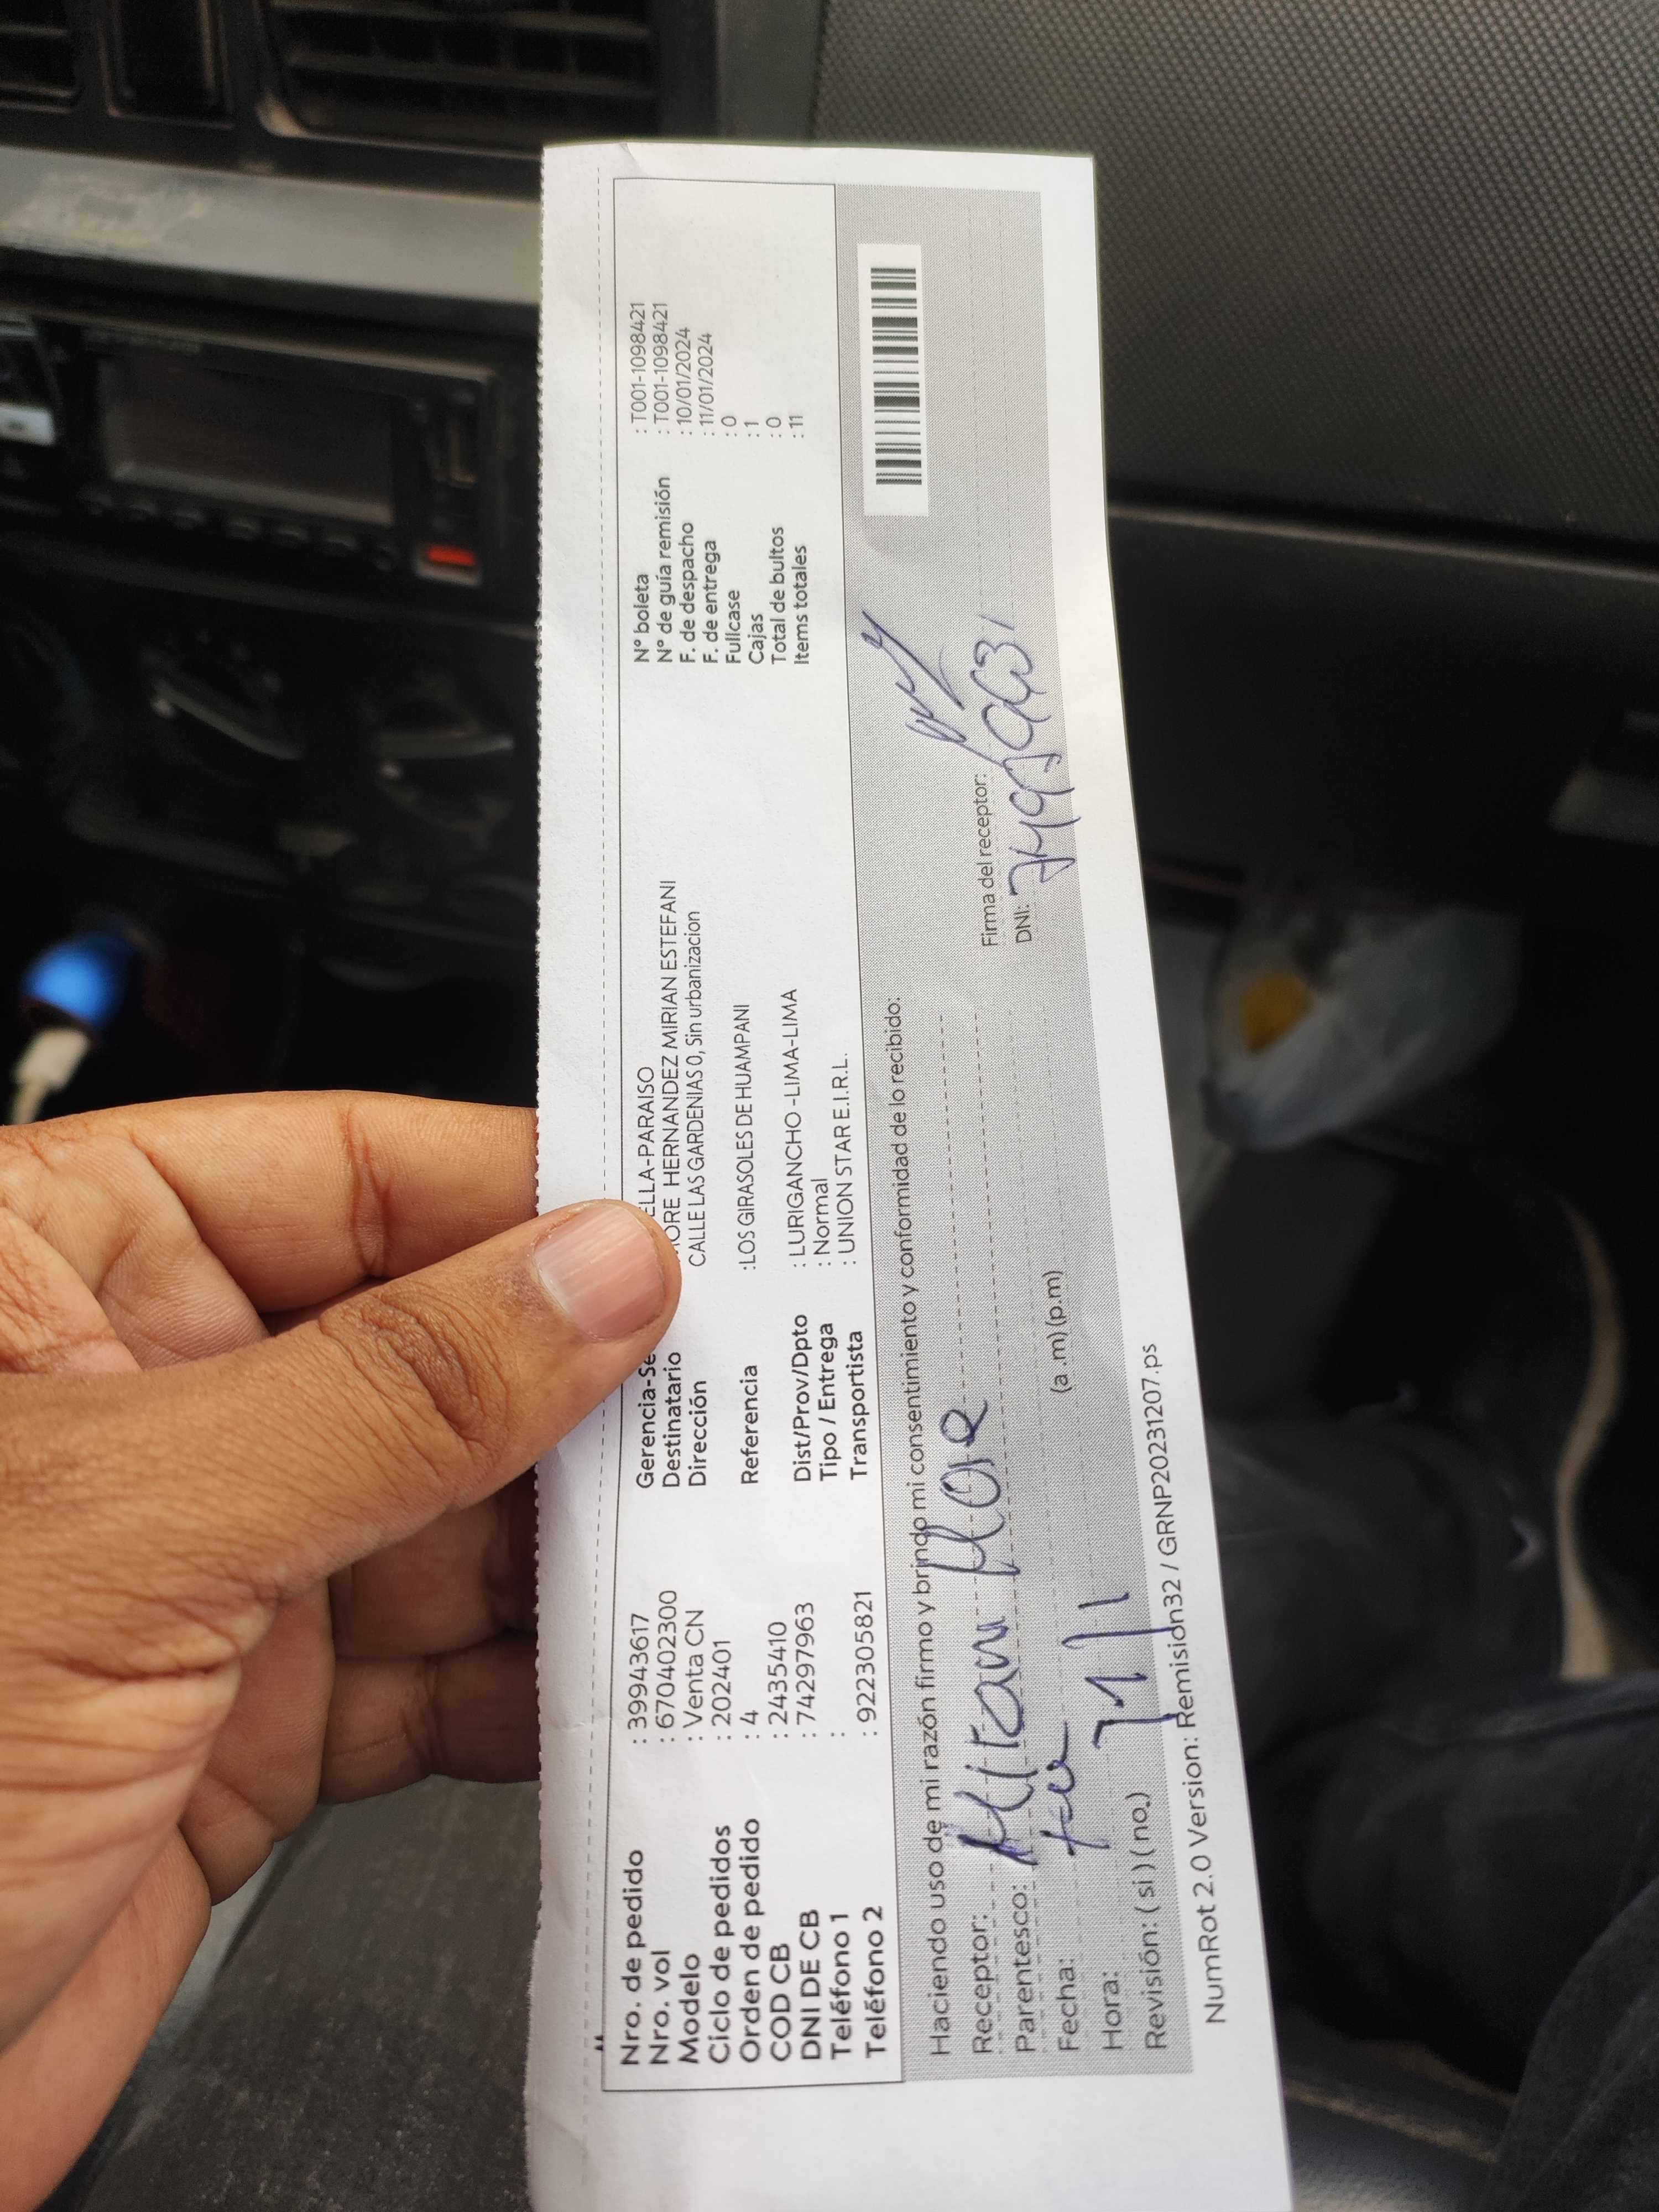 Nro. de pedido : 39943617
Nro. vol : 670402300
Modelo : Venta CN
Ciclo de pedidos : 202401
Orden de pedido : 4
COD CB : 2435410
DNI DE CB : 74297963
Teléfono 1 :
Teléfono 2 : 922305821
Gerencia-Se ELLA-PARAISO
Destinatario ORE HERNANDEZ MIRIAN ESTEFANI
Dirección CALLE LAS GARDENIAS 0, Sin urbanizacion
Referencia :LOS GIRASOLES DE HUAMPANI
Dist/Prov/Dpto : LURIGANCHO -LIMA-LIMA
Tipo / Entrega : Normal
Transportista : UNION STAR E.I.R.L.
N° boleta : T001-1098421
N° de guía remisión : T001-1098421
F. de despacho : 10/01/2024
F. de entrega : 11/01/2024
Fullcase : 0
Cajas : 1
Total de bultos : 0
Items totales : 11
Haciendo uso de mi razón firmo y brindo mi consentimiento y conformidad de lo recibido:
Receptor: Miriam More
Parentesco:
Fecha:
Hora: (a .m) (p.m)
Revisión: ( si ) ( no.)
Firma del receptor:
DNI:
NumRot 2.0 Version: Remision32 / GRNP20231207.ps